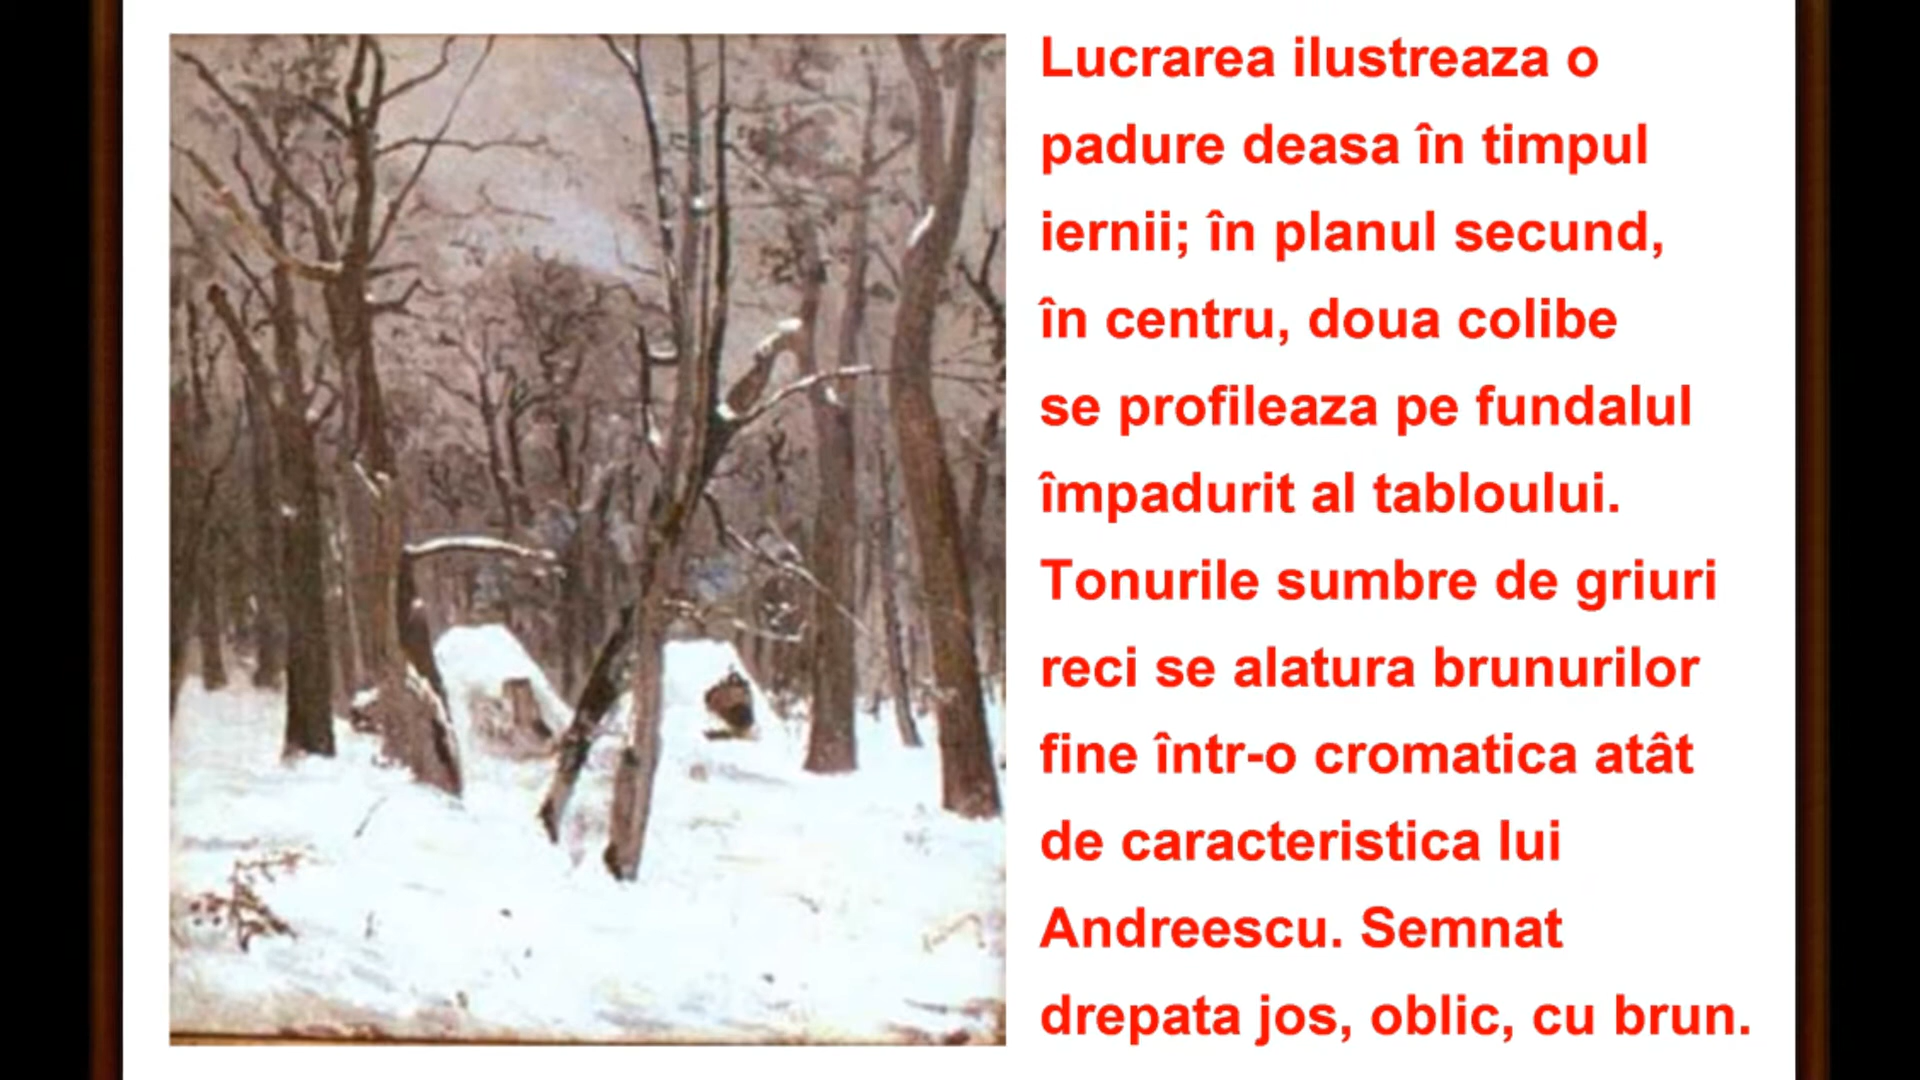 Lucrarea ilustreaza o
padure deasa în timpul
iernii; în planul secund,
în centru, doua colibe
se profileaza pe fundalul
împadurit al tabloului.
Tonurile sumbre de griuri
reci se alatura brunurilor
fine într-o cromatica atât
de caracteristica lui
Andreescu. Semnat
drepata jos, oblic, cu brun.